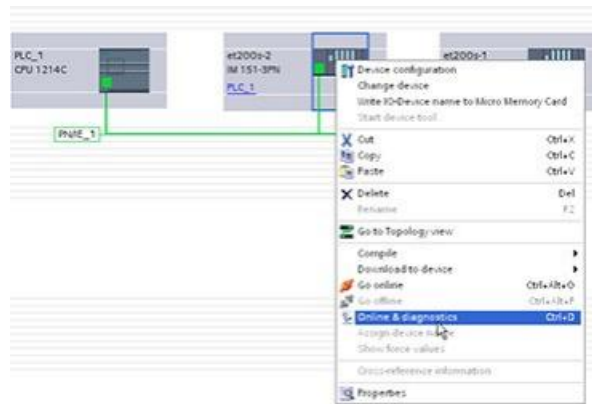 PLC_1
CPU 1214C
et200s-2
IM 151-3PN
PLC_1
et200s-1
PN/IE_1
Device configuration
Change device
Write IO-Device name to Micro Memory Card
Start device tool
Cut Ctrl+X
Copy Ctrl+C
Paste Ctrl+V
Delete Del
Rename F2
Go to Topology view
Compile
Download to device
Go online Ctrl+Alt+O
Go offline Ctrl+Alt+F
Online & diagnostics Ctrl+D
Assign device name
Show force values
Cross-reference information
Properties